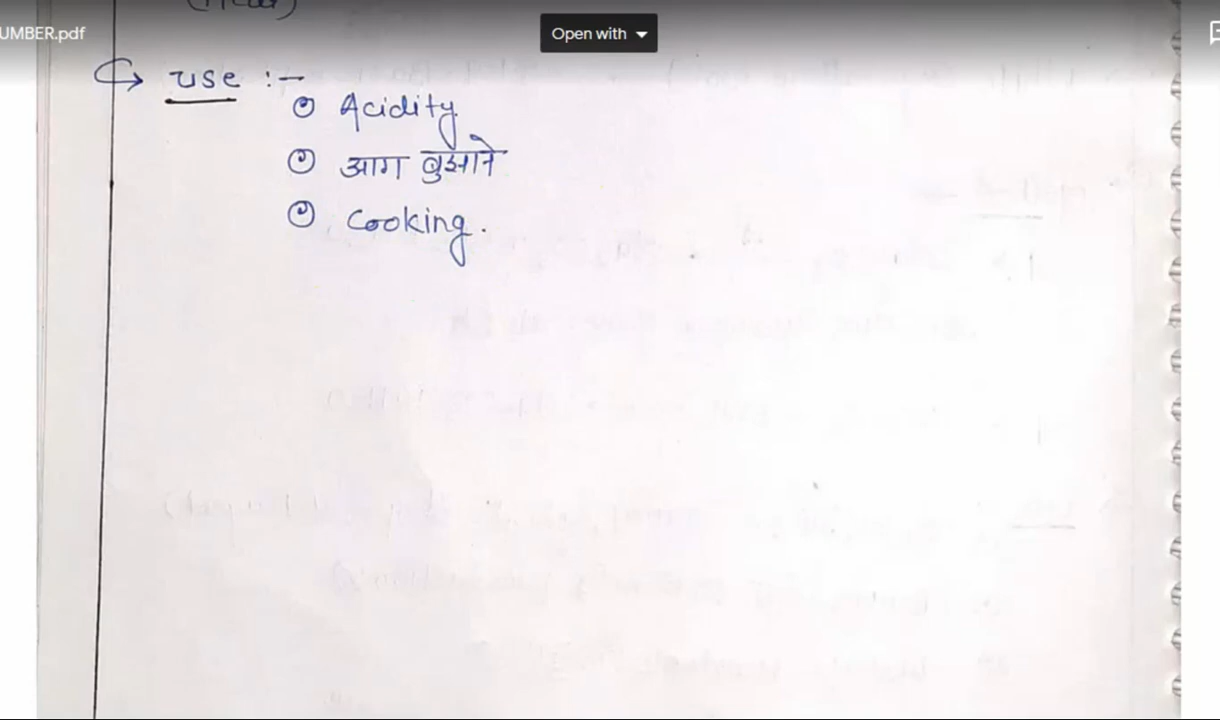 UMBER.pdf
Open with
↪ use :-
⊙ Acidity
⊙ आग बुझाने
⊙ cooking.